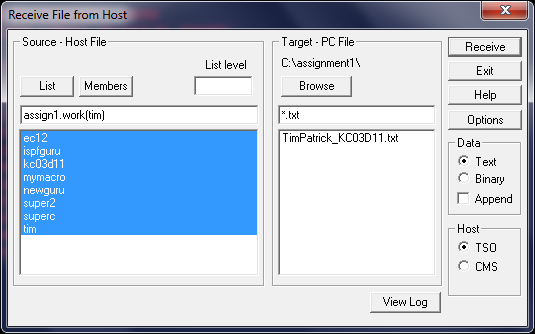 Receive File from Host
Source - Host File
List level
List
Members
assign1.work(tim)
ec12
ispfguru
kc03d11
mymacro
newguru
super2
superc
tim
Target - PC File
C:\assignment1\
Browse
*.txt
TimPatrick_KC03D11.txt
Receive
Exit
Help
Options
Data
Text
Binary
Append
Host
TSO
CMS
View Log